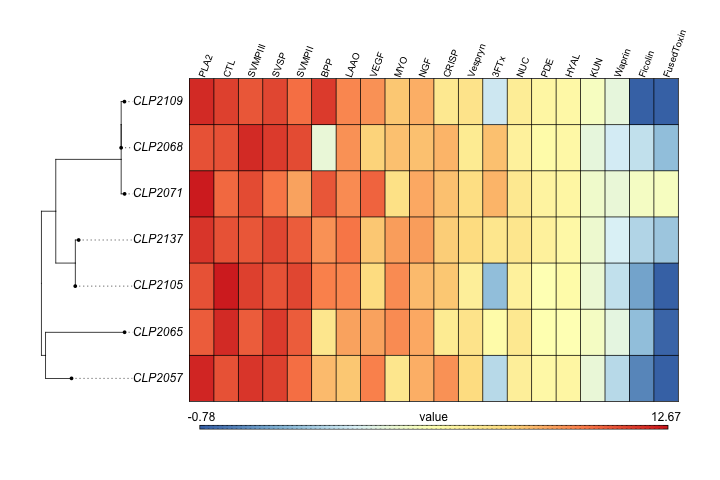 PLA2 CTL SVMPIII SVSP SVMPII BPP LAAO VEGF MYO NGF CRISP Vespryn 3FTx NUC PDE HYAL KUN Waprin Ficolin FusedToxin
CLP2109
CLP2068
CLP2071
CLP2137
CLP2105
CLP2065
CLP2057
-0.78 value 12.67